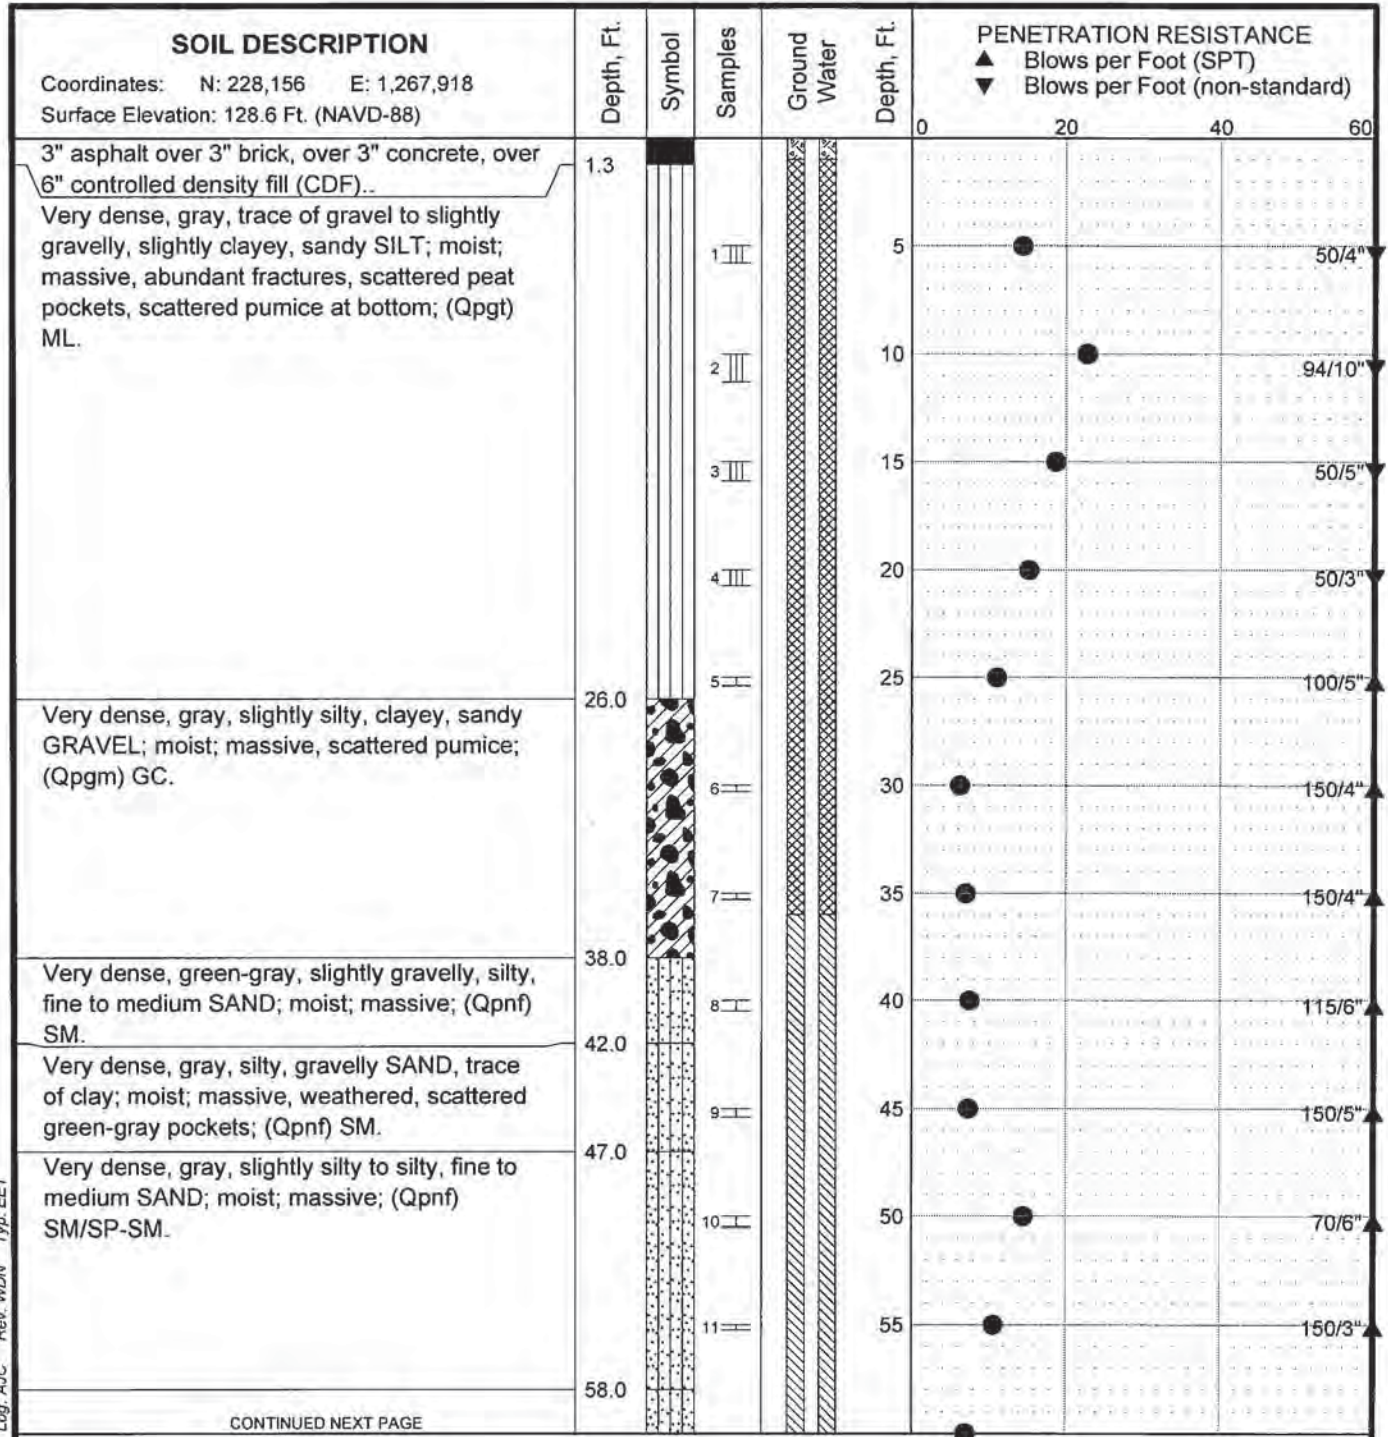 SOIL DESCRIPTION
Coordinates: N: 228,156 E: 1,267,918
Surface Elevation: 128.6 Ft. (NAVD-88)
Depth, Ft.
Symbol
Samples
Ground
Water
Depth, Ft.
PENETRATION RESISTANCE
▲ Blows per Foot (SPT)
▼ Blows per Foot (non-standard)
0 20 40 60
3" asphalt over 3" brick, over 3" concrete, over
6" controlled density fill (CDF)..
1.3
Very dense, gray, trace of gravel to slightly
gravelly, slightly clayey, sandy SILT; moist;
massive, abundant fractures, scattered peat
pockets, scattered pumice at bottom; (Qpgt)
ML.
1
5
50/4"
2
10
94/10"
3
15
50/5"
4
20
50/3"
5
25
100/5"
26.0
Very dense, gray, slightly silty, clayey, sandy
GRAVEL; moist; massive, scattered pumice;
(Qpgm) GC.
6
30
150/4"
7
35
150/4"
38.0
Very dense, green-gray, slightly gravelly, silty,
fine to medium SAND; moist; massive; (Qpnf)
SM.
8
40
115/6"
42.0
Very dense, gray, silty, gravelly SAND, trace
of clay; moist; massive, weathered, scattered
green-gray pockets; (Qpnf) SM.
9
45
150/5"
47.0
Very dense, gray, slightly silty to silty, fine to
medium SAND; moist; massive; (Qpnf)
SM/SP-SM.
10
50
70/6"
11
55
150/3"
58.0
CONTINUED NEXT PAGE
Log: AJC Rev: WDN Typ: EET